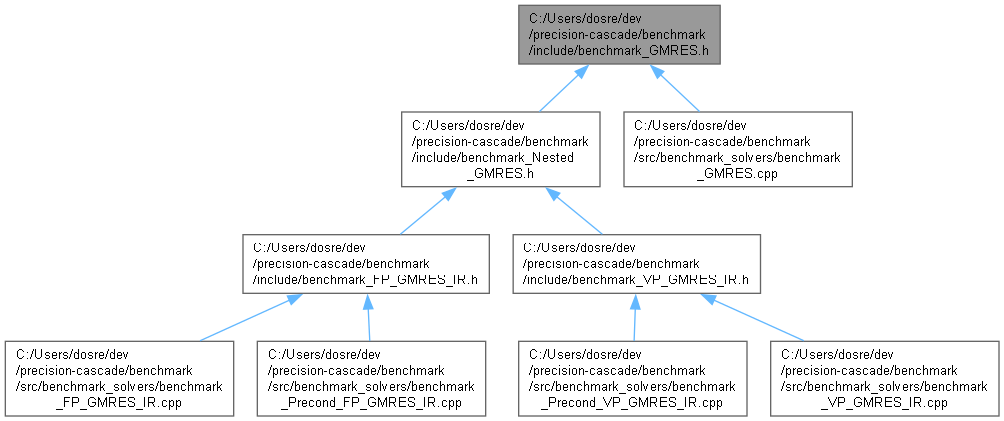 C:/Users/dosre/dev
/precision-cascade/benchmark
/include/benchmark_GMRES.h
C:/Users/dosre/dev
/precision-cascade/benchmark
/include/benchmark_Nested
_GMRES.h
C:/Users/dosre/dev
/precision-cascade/benchmark
/src/benchmark_solvers/benchmark
_GMRES.cpp
C:/Users/dosre/dev
/precision-cascade/benchmark
/include/benchmark_FP_GMRES_IR.h
C:/Users/dosre/dev
/precision-cascade/benchmark
/include/benchmark_VP_GMRES_IR.h
C:/Users/dosre/dev
/precision-cascade/benchmark
/src/benchmark_solvers/benchmark
_FP_GMRES_IR.cpp
C:/Users/dosre/dev
/precision-cascade/benchmark
/src/benchmark_solvers/benchmark
_Precond_FP_GMRES_IR.cpp
C:/Users/dosre/dev
/precision-cascade/benchmark
/src/benchmark_solvers/benchmark
_Precond_VP_GMRES_IR.cpp
C:/Users/dosre/dev
/precision-cascade/benchmark
/src/benchmark_solvers/benchmark
_VP_GMRES_IR.cpp